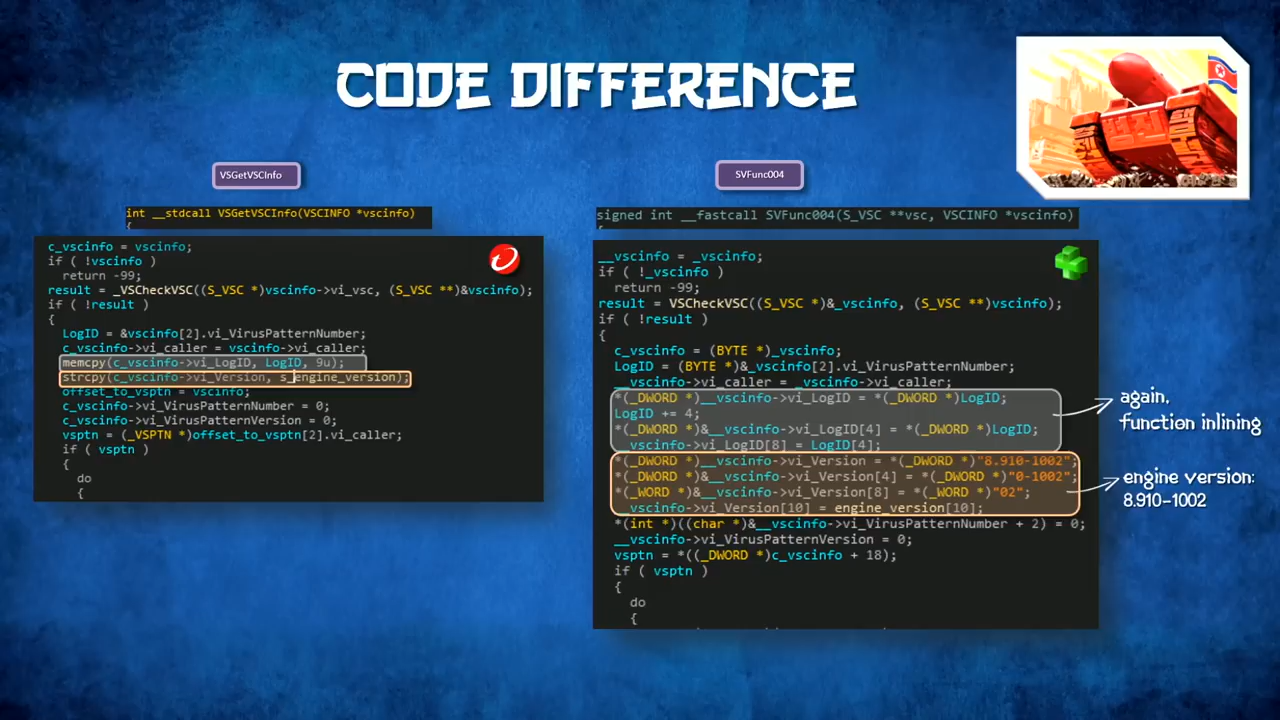 CODE DIFFERENCE
VSGetVSCInfo
int __stdcall VSGetVSCInfo(VSCINFO *vscinfo)
{
c_vscinfo = vscinfo;
if ( !vscinfo )
return -99;
result = _VSCheckVSC((S_VSC *)vscinfo->vi_vsc, (S_VSC **)&vscinfo);
if ( !result )
{
LogID = &vscinfo[2].vi_VirusPatternNumber;
c_vscinfo->vi_caller = vscinfo->vi_caller;
memcpy(c_vscinfo->vi_LogID, LogID, 9u);
strcpy(c_vscinfo->vi_Version, s_engine_version);
offset_to_vsptn = vscinfo;
c_vscinfo->vi_VirusPatternNumber = 0;
c_vscinfo->vi_VirusPatternVersion = 0;
vsptn = (_VSPTN *)offset_to_vsptn[2].vi_caller;
if ( vsptn )
{
do
{
SVFunc004
signed int __fastcall SVFunc004(S_VSC **vsc, VSCINFO *vscinfo)
{
__vscinfo = _vscinfo;
if ( !_vscinfo )
return -99;
result = VSCheckVSC((S_VSC *)&_vscinfo, (S_VSC **)vscinfo);
if ( !result )
{
c_vscinfo = (BYTE *)_vscinfo;
LogID = (BYTE *)&_vscinfo[2].vi_VirusPatternNumber;
__vscinfo->vi_caller = _vscinfo->vi_caller;
*(_DWORD *)__vscinfo->vi_LogID = *(_DWORD *)LogID;
LogID += 4;
*(_DWORD *)&__vscinfo->vi_LogID[4] = *(_DWORD *)LogID;
__vscinfo->vi_LogID[8] = LogID[4];
*(_DWORD *)__vscinfo->vi_Version = *(_DWORD *)"8.910-1002";
*(_DWORD *)&__vscinfo->vi_Version[4] = *(_DWORD *)"0-1002";
*(_WORD *)&__vscinfo->vi_Version[8] = *(_WORD *)"02";
__vscinfo->vi_Version[10] = engine_version[10];
*(int *)((char *)&__vscinfo->vi_VirusPatternNumber + 2) = 0;
__vscinfo->vi_VirusPatternVersion = 0;
vsptn = *((_DWORD *)c_vscinfo + 18);
if ( vsptn )
{
do
{
again,
function inlining
engine version:
8.910-1002